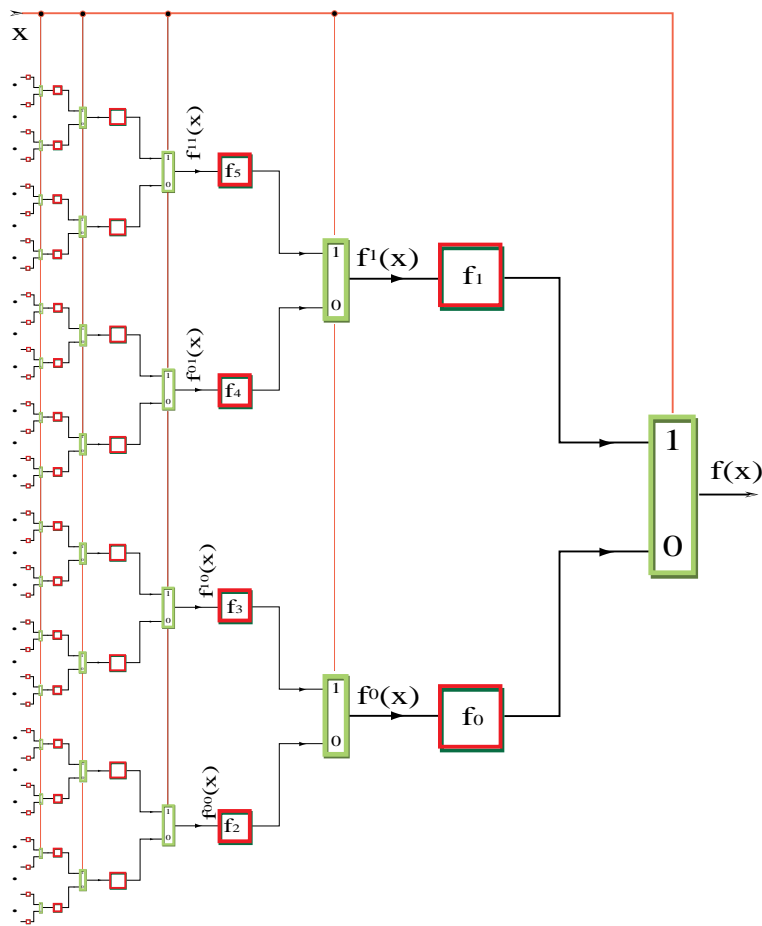 x
f¹¹(x)
f₅
1
0
f¹(x)
f₁
1
0
f⁰¹(x)
f₄
1
0
1
f(x)
0
f¹⁰(x)
f₃
1
0
1
0
f⁰(x)
f₀
f⁰⁰(x)
f₂
1
0